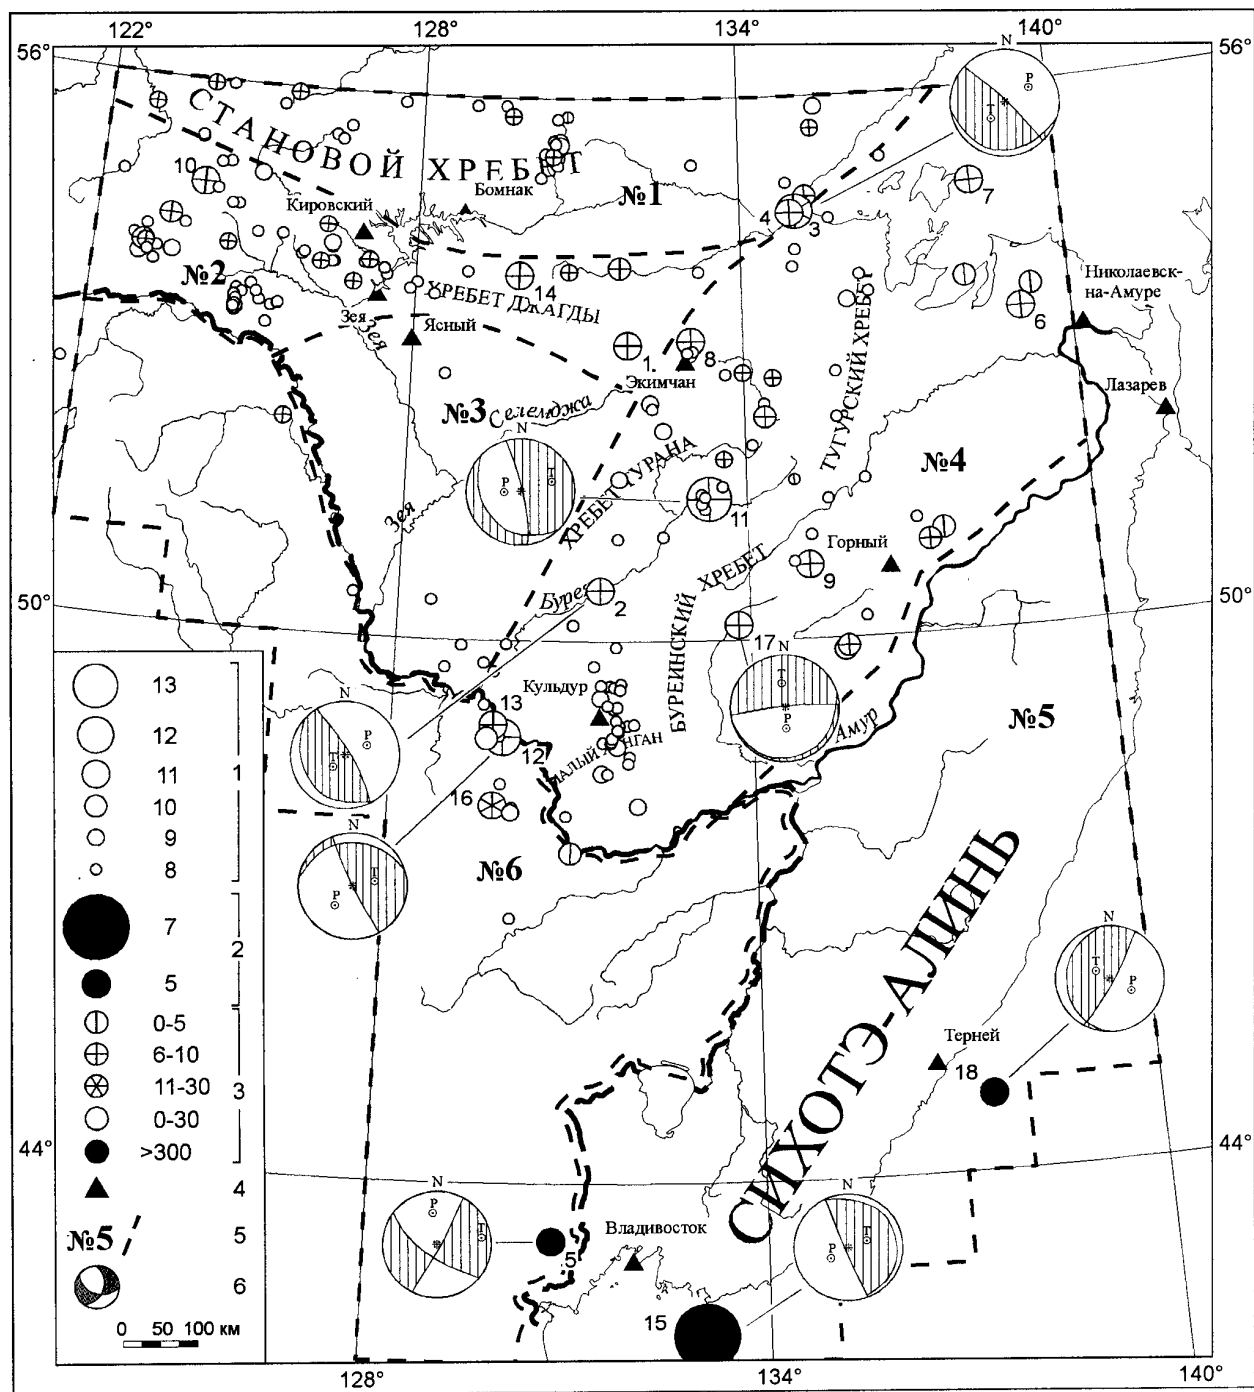 122° 128° 134° 140°
56° 56°
N
P
T
СТАНОВОЙ ХРЕБЕТ
10
Бомнак
№1
7
Кировский
4
3
№2
Николаевск-
на-Амуре
14
ХРЕБЕТ ДЖАГДЫ
6
Зея
Зея
Ясный
1
8
Экимчан
ТУГУРСКИЙ ХРЕБЕТ
Лазарев
№3
Селемджа
N
P
T
ХРЕБЕТ ТУРАНА
№4
11
Зея
Горный
9
БУРЕИНСКИЙ ХРЕБЕТ
50° 50°
Бурея
2
17
N
T
P
Кульдур
13
12
№5
Амур
N
P
T
МАЛЫЙ ХИНГАН
16
N
T
P
№6
СИХОТЭ-АЛИНЬ
N
T
P
Терней
18
44° 44°
N
P
T
5
Владивосток
N
T
P
15
13
12
11
10
9
8
1
7
5
2
0-5
6-10
11-30
0-30
>300
3
4
№5 5
6
0 50 100 км
128° 134° 140°